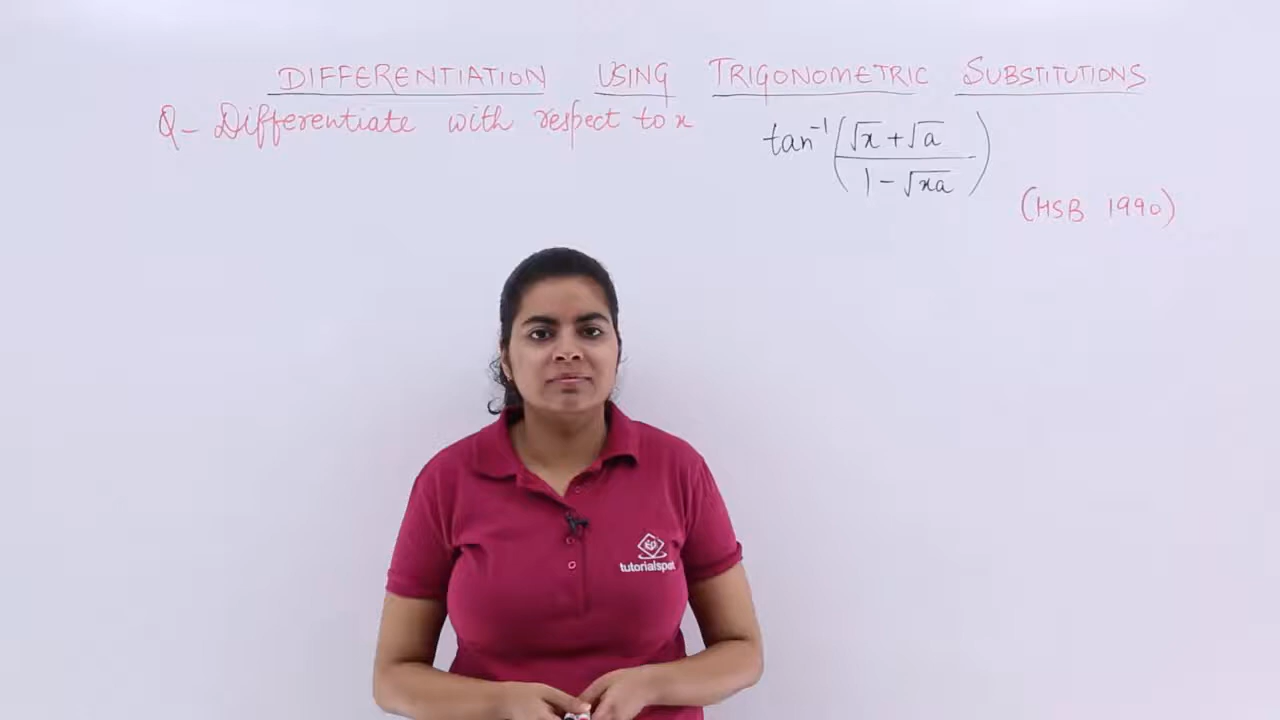 DIFFERENTIATION USING TRIGONOMETRIC SUBSTITUTIONS
Q- Differentiate with respect to x tan⁻¹(√x + √a / 1 - √xa)
(HSB 1990)
tutorialspoint